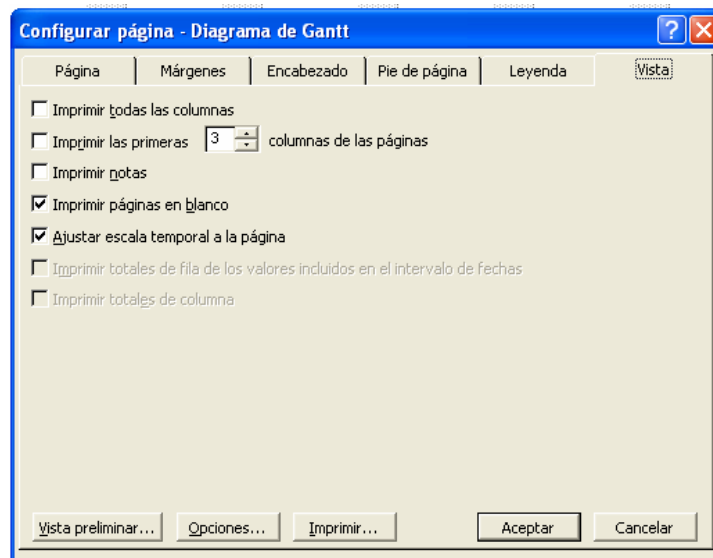 Configurar página - Diagrama de Gantt
Página Márgenes Encabezado Pie de página Leyenda Vista
Imprimir todas las columnas
Imprimir las primeras 3 columnas de las páginas
Imprimir notas
Imprimir páginas en blanco
Ajustar escala temporal a la página
Imprimir totales de fila de los valores incluidos en el intervalo de fechas
Imprimir totales de columna
Vista preliminar... Opciones... Imprimir... Aceptar Cancelar